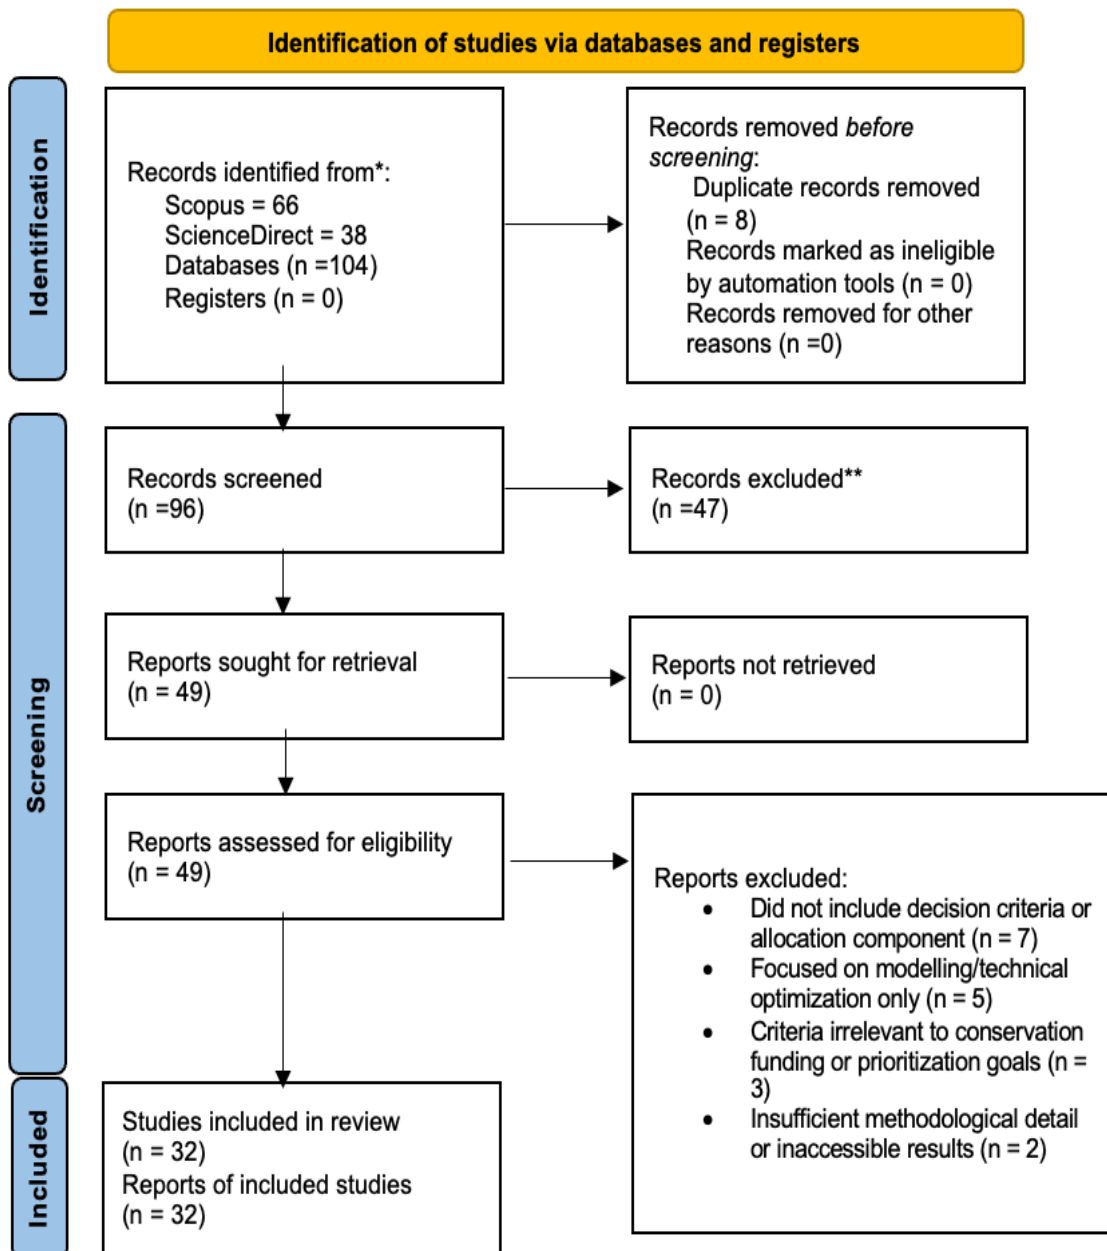 Identification of studies via databases and registers
Identification
Records identified from*:
Scopus = 66
ScienceDirect = 38
Databases (n =104)
Registers (n = 0)
Records removed before
screening:
Duplicate records removed
(n = 8)
Records marked as ineligible
by automation tools (n = 0)
Records removed for other
reasons (n =0)
Screening
Records screened
(n =96)
Records excluded**
(n =47)
Reports sought for retrieval
(n = 49)
Reports not retrieved
(n = 0)
Reports assessed for eligibility
(n = 49)
Reports excluded:
• Did not include decision criteria or
allocation component (n = 7)
• Focused on modelling/technical
optimization only (n = 5)
• Criteria irrelevant to conservation
funding or prioritization goals (n =
3)
• Insufficient methodological detail
or inaccessible results (n = 2)
Included
Studies included in review
(n = 32)
Reports of included studies
(n = 32)